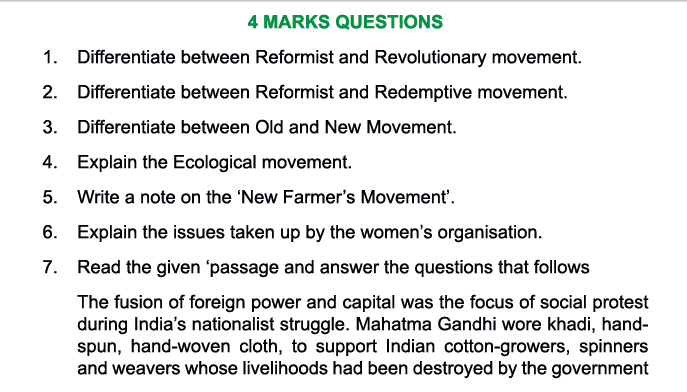 4 MARKS QUESTIONS
1. Differentiate between Reformist and Revolutionary movement.
2. Differentiate between Reformist and Redemptive movement.
3. Differentiate between Old and New Movement.
4. Explain the Ecological movement.
5. Write a note on the ‘New Farmer’s Movement’.
6. Explain the issues taken up by the women’s organisation.
7. Read the given ‘passage and answer the questions that follows
The fusion of foreign power and capital was the focus of social protest
during India’s nationalist struggle. Mahatma Gandhi wore khadi, hand-
spun, hand-woven cloth, to support Indian cotton-growers, spinners
and weavers whose livelihoods had been destroyed by the government